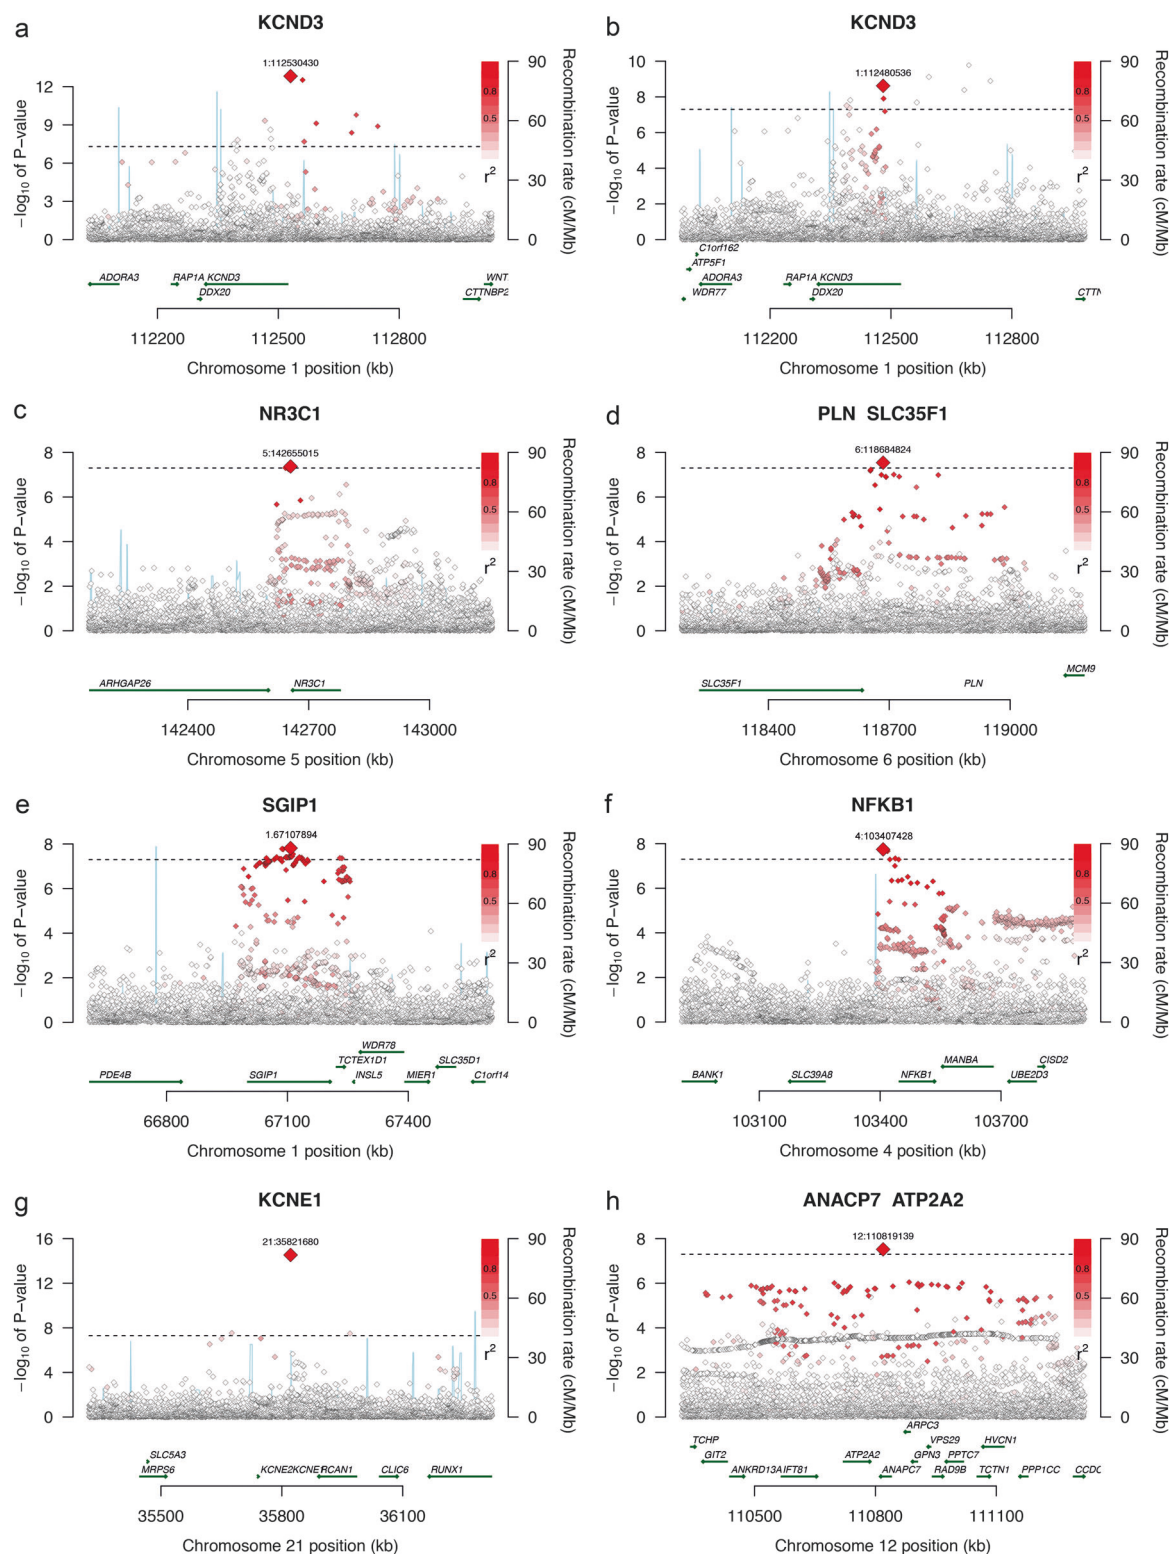 a
KCND3
1:112530430
−log10 of P−value
12
9
6
3
0
90
60
30
0
Recombination rate (cM/Mb)
0.8
0.5
r2
ADORA3
RAP1A KCND3
WNT
DDX20
CTTNBP2
112200 112500 112800
Chromosome 1 position (kb)
b
KCND3
1:112480536
−log10 of P−value
10
8
6
4
2
0
90
60
30
0
Recombination rate (cM/Mb)
0.8
0.5
r2
C1orf162
ATP5F1
ADORA3
RAP1A KCND3
WDR77
DDX20
CTTN
112200 112500 112800
Chromosome 1 position (kb)
c
NR3C1
5:142655015
−log10 of P−value
8
6
4
2
0
90
60
30
0
Recombination rate (cM/Mb)
0.8
0.5
r2
ARHGAP26
NR3C1
142400 142700 143000
Chromosome 5 position (kb)
d
PLN SLC35F1
6:118684824
−log10 of P−value
8
6
4
2
0
90
60
30
0
Recombination rate (cM/Mb)
0.8
0.5
r2
MCM9
SLC35F1
PLN
118400 118700 119000
Chromosome 6 position (kb)
e
SGIP1
1.67107894
−log10 of P−value
8
6
4
2
0
90
60
30
0
Recombination rate (cM/Mb)
0.8
0.5
r2
WDR78
TCTEX1D1
SLC35D1
PDE4B
SGIP1
INSL5
MIER1
C1orf14
66800 67100 67400
Chromosome 1 position (kb)
f
NFKB1
4:103407428
−log10 of P−value
8
6
4
2
0
90
60
30
0
Recombination rate (cM/Mb)
0.8
0.5
r2
MANBA
CISD2
BANK1
SLC39A8
NFKB1
UBE2D3
103100 103400 103700
Chromosome 4 position (kb)
g
KCNE1
21:35821680
−log10 of P−value
16
14
12
7
4
0
90
60
30
0
Recombination rate (cM/Mb)
0.8
0.5
r2
SLC5A3
MRPS6
KCNE2
KCNE1
RCAN1
CLIC6
RUNX1
35500 35800 36100
Chromosome 21 position (kb)
h
ANACP7 ATP2A2
12:110819139
−log10 of P−value
8
6
4
2
0
90
60
30
0
Recombination rate (cM/Mb)
0.8
0.5
r2
ARPC3
TCHP
VPS29
HVCN1
GIT2
ATP2A2
GPN3
PPTC7
ANKRD13A
IFT81
ANAPC7
RAD9B
TCTN1
PPP1CC
CCDC
110500 110800 111100
Chromosome 12 position (kb)